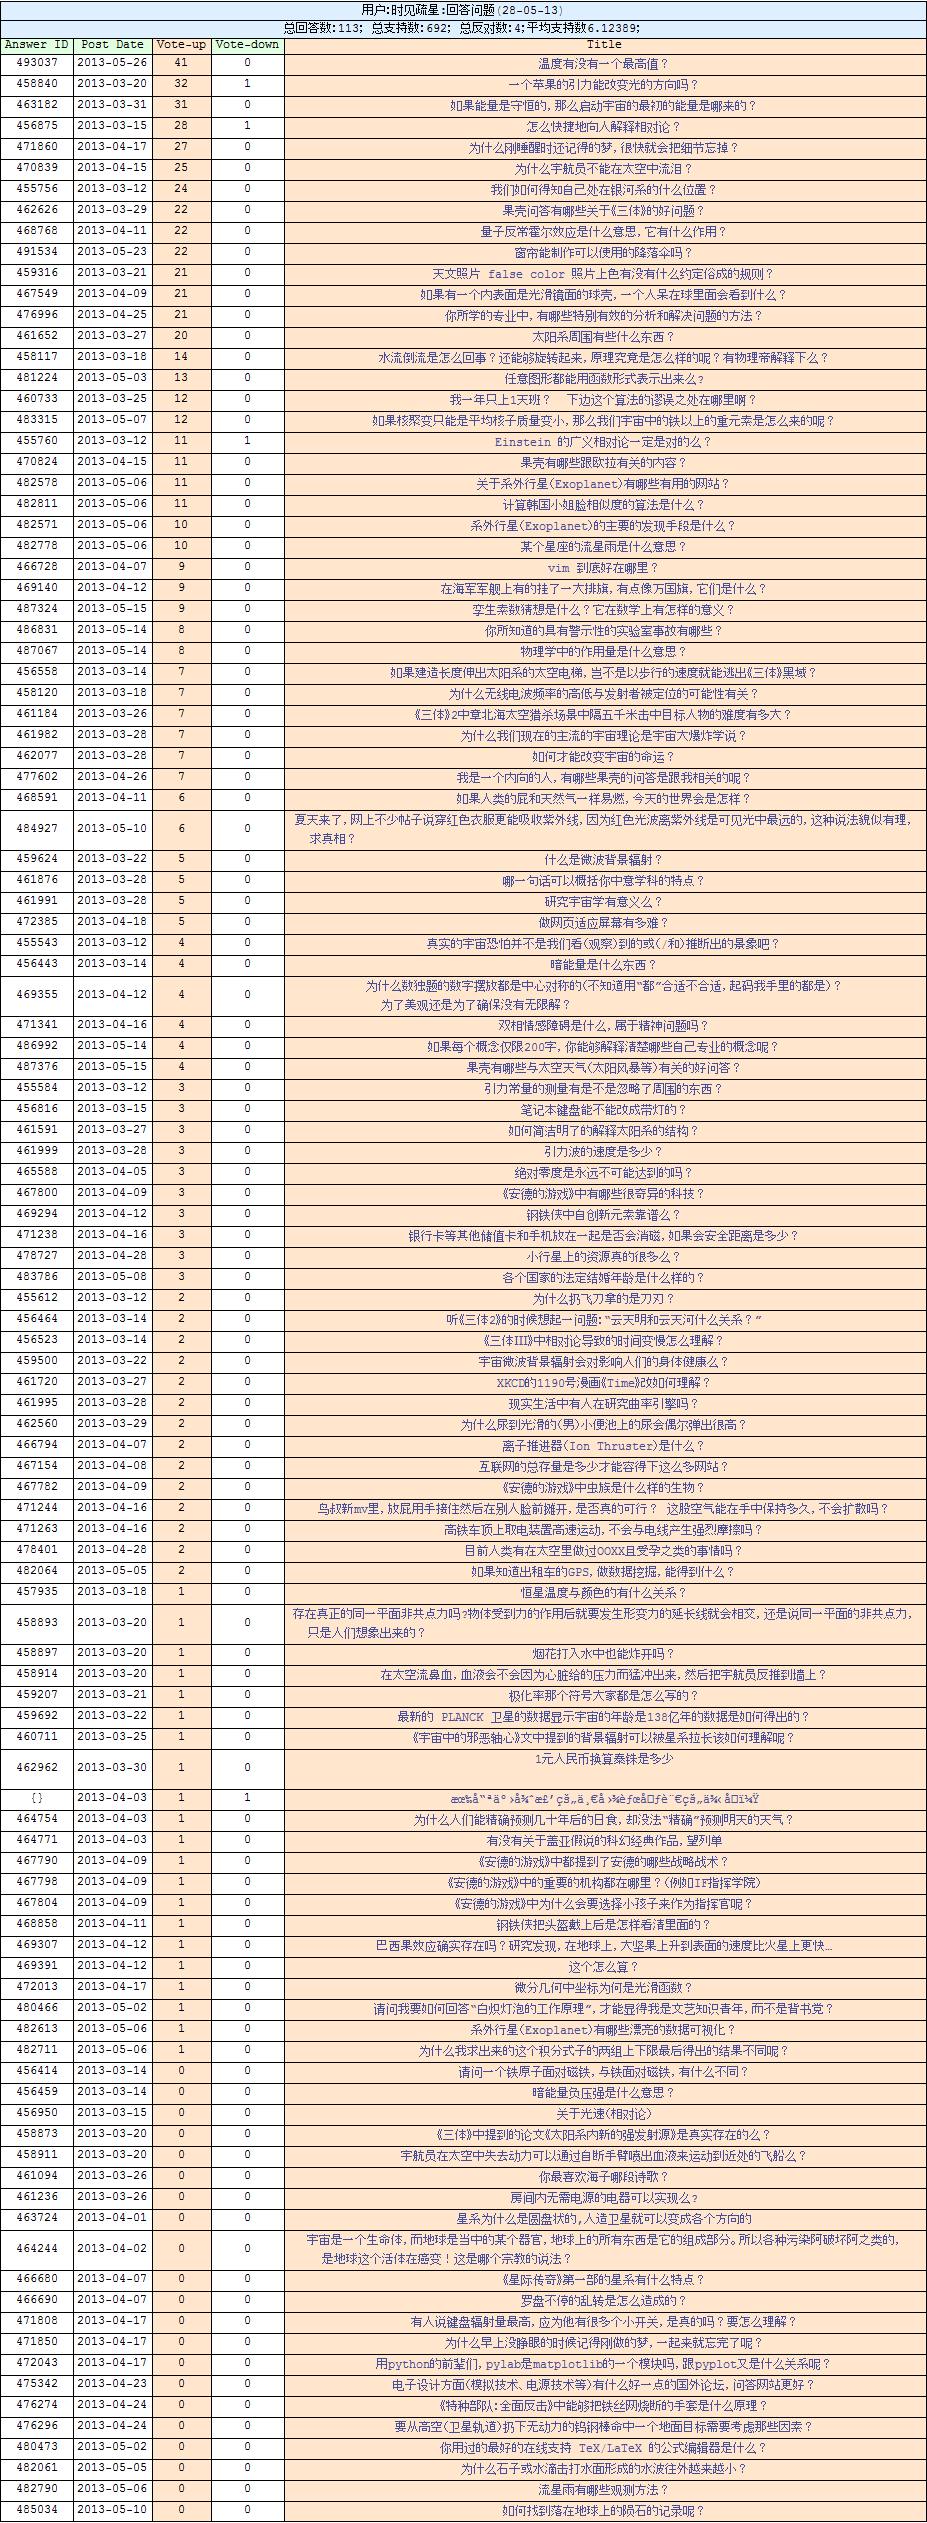 用户:时见疏星:回答问题(28-05-13)
总回答数:113; 总支持数:692; 总反对数:4;平均支持数6.12389;
Answer ID Post Date Vote-up Vote-down Title
493037 2013-05-26 41 0 温度有没有一个最高值？
458840 2013-03-20 32 1 一个苹果的引力能改变光的方向吗？
463182 2013-03-31 31 0 如果能量是守恒的，那么启动宇宙的最初的能量是哪来的？
456875 2013-03-15 28 1 怎么快捷地向人解释相对论？
471860 2013-04-17 27 0 为什么刚睡醒时还记得的梦，很快就会把细节忘掉？
470839 2013-04-15 25 0 为什么宇航员不能在太空中流泪？
455756 2013-03-12 24 0 我们如何得知自己处在银河系的什么位置？
462626 2013-03-29 22 0 果壳问答有哪些关于《三体》的好问题？
468768 2013-04-11 22 0 量子反常霍尔效应是什么意思，它有什么作用？
491534 2013-05-23 22 0 窗帘能制作可以使用的降落伞吗？
459316 2013-03-21 21 0 天文照片 false color 照片上色有没有什么约定俗成的规则？
467549 2013-04-09 21 0 如果有一个内表面是光滑镜面的球壳，一个人呆在球里面会看到什么？
476996 2013-04-25 21 0 你所学的专业中，有哪些特别有效的分析和解决问题的方法？
461652 2013-03-27 20 0 太阳系周围有些什么东西？
458117 2013-03-18 14 0 水流倒流是怎么回事？还能够旋转起来，原理究竟是怎么样的呢？有物理帝解释下么？
481224 2013-05-03 13 0 任意图形都能用函数形式表示出来么?
460733 2013-03-25 12 0 我一年只上1天班？ 下边这个算法的谬误之处在哪里啊？
483315 2013-05-07 12 0 如果核聚变只能是平均核子质量变小，那么我们宇宙中的铁以上的重元素是怎么来的呢？
455760 2013-03-12 11 1 Einstein 的广义相对论一定是对的么？
470824 2013-04-15 11 0 果壳有哪些跟欧拉有关的内容？
482578 2013-05-06 11 0 关于系外行星(Exoplanet)有哪些有用的网站？
482811 2013-05-06 11 0 计算韩国小姐脸相似度的算法是什么？
482571 2013-05-06 10 0 系外行星(Exoplanet)的主要的发现手段是什么？
482778 2013-05-06 10 0 某个星座的流星雨是什么意思？
466728 2013-04-07 9 0 vim 到底好在哪里？
469140 2013-04-12 9 0 在海军军舰上有的挂了一大排旗，有点像万国旗，它们是什么？
487324 2013-05-15 9 0 孪生素数猜想是什么？它在数学上有怎样的意义？
486831 2013-05-14 8 0 你所知道的具有警示性的实验室事故有哪些？
487067 2013-05-14 8 0 物理学中的作用量是什么意思？
456558 2013-03-14 7 0 如果建造长度伸出太阳系的太空电梯，岂不是以步行的速度就能逃出《三体》黑域？
458120 2013-03-18 7 0 为什么无线电波频率的高低与发射者被定位的可能性有关？
461184 2013-03-26 7 0 《三体》2中章北海太空猎杀场景中隔五千米击中目标人物的难度有多大？
461982 2013-03-28 7 0 为什么我们现在的主流的宇宙理论是宇宙大爆炸学说？
462077 2013-03-28 7 0 如何才能改变宇宙的命运？
477602 2013-04-26 7 0 我是一个内向的人，有哪些果壳的问答是跟我相关的呢？
468591 2013-04-11 6 0 如果人类的屁和天然气一样易燃，今天的世界会是怎样？
484927 2013-05-10 6 0 夏天来了，网上不少帖子说穿红色衣服更能吸收紫外线，因为红色光波离紫外线是可见光中最远的，这种说法貌似有理，
求真相？
459624 2013-03-22 5 0 什么是微波背景辐射？
461876 2013-03-28 5 0 哪一句话可以概括你中意学科的特点？
461991 2013-03-28 5 0 研究宇宙学有意义么？
472385 2013-04-18 5 0 做网页适应屏幕有多难？
455543 2013-03-12 4 0 真实的宇宙恐怕并不是我们看(观察)到的或(/和)推断出的景象吧？
456443 2013-03-14 4 0 暗能量是什么东西？
469355 2013-04-12 4 0 为什么数独题的数字摆放都是中心对称的(不知道用“都”合适不合适，起码我手里的都是)？
为了美观还是为了确保没有无限解？
471341 2013-04-16 4 0 双相情感障碍是什么，属于精神问题吗？
486992 2013-05-14 4 0 如果每个概念仅限200字，你能够解释清楚哪些自己专业的概念呢？
487376 2013-05-15 4 0 果壳有哪些与太空天气(太阳风暴等)有关的好问答？
455584 2013-03-12 3 0 引力常量的测量有是不是忽略了周围的东西？
456816 2013-03-15 3 0 笔记本键盘能不能改成带灯的？
461591 2013-03-27 3 0 如何简洁明了的解释太阳系的结构？
461999 2013-03-28 3 0 引力波的速度是多少？
465588 2013-04-05 3 0 绝对零度是永远不可能达到的吗？
467800 2013-04-09 3 0 《安德的游戏》中有哪些很奇异的科技？
469294 2013-04-12 3 0 钢铁侠中自创新元素靠谱么？
471238 2013-04-16 3 0 银行卡等其他储值卡和手机放在一起是否会消磁，如果会安全距离是多少？
478727 2013-04-28 3 0 小行星上的资源真的很多么？
483786 2013-05-08 3 0 各个国家的法定结婚年龄是什么样的？
455612 2013-03-12 2 0 为什么扔飞刀拿的是刀刃？
456464 2013-03-14 2 0 听《三体2》的时候想起一问题:“云天明和云天河什么关系？”
456523 2013-03-14 2 0 《三体III》中相对论导致的时间变慢怎么理解？
459500 2013-03-22 2 0 宇宙微波背景辐射会对影响人们的身体健康么？
461720 2013-03-27 2 0 XKCD的1190号漫画《Time》改如何理解？
461995 2013-03-28 2 0 现实生活中有人在研究曲率引擎吗？
462560 2013-03-29 2 0 为什么尿到光滑的(男)小便池上的尿会偶尔弹出很高？
466794 2013-04-07 2 0 离子推进器(Ion Thruster)是什么？
467154 2013-04-08 2 0 互联网的总存量是多少才能容得下这么多网站？
467782 2013-04-09 2 0 《安德的游戏》中虫族是什么样的生物？
471244 2013-04-16 2 0 鸟叔新mv里，放屁用手接住然后在别人脸前摊开，是否真的可行？ 这股空气能在手中保持多久，不会扩散吗？
471263 2013-04-16 2 0 高铁车顶上取电装置高速运动，不会与电线产生强烈摩擦吗？
478401 2013-04-28 2 0 目前人类有在太空里做过OOXX且受孕之类的事情吗？
482064 2013-05-05 2 0 如果知道出租车的GPS，做数据挖掘，能得到什么？
457935 2013-03-18 1 0 恒星温度与颜色的有什么关系？
458893 2013-03-20 1 0 存在真正的同一平面非共点力吗?物体受到力的作用后就要发生形变力的延长线就会相交，还是说同一平面的非共点力，
只是人们想象出来的？
458897 2013-03-20 1 0 烟花打入水中也能炸开吗？
458914 2013-03-20 1 0 在太空流鼻血，血液会不会因为心脏给的压力而猛冲出来，然后把宇航员反推到墙上？
459207 2013-03-21 1 0 极化率那个符号大家都是怎么写的？
459692 2013-03-22 1 0 最新的 PLANCK 卫星的数据显示宇宙的年龄是138亿年的数据是如何得出的？
460711 2013-03-25 1 0 《宇宙中的邪恶轴心》文中提到的背景辐射可以被星系拉长该如何理解呢？
462962 2013-03-30 1 0 1元人民币换算秦铢是多少
{} 2013-04-03 1 1
464754 2013-04-03 1 0 为什么人们能精确预测几十年后的日食，却没法“精确”预测明天的天气？
464771 2013-04-03 1 0 有没有关于盖亚假说的科幻经典作品，望列单
467790 2013-04-09 1 0 《安德的游戏》中都提到了安德的哪些战略战术？
467798 2013-04-09 1 0 《安德的游戏》中的重要的机构都在哪里？(例如IF指挥学院)
467804 2013-04-09 1 0 《安德的游戏》中为什么会要选择小孩子来作为指挥官呢？
468858 2013-04-11 1 0 钢铁侠把头盔戴上后是怎样看清里面的？
469307 2013-04-12 1 0 巴西果效应确实存在吗？研究发现，在地球上，大坚果上升到表面的速度比火星上更快…
469391 2013-04-12 1 0 这个怎么算？
472013 2013-04-17 1 0 微分几何中坐标为何是光滑函数？
480466 2013-05-02 1 0 请问我要如何回答“白炽灯泡的工作原理”，才能显得我是文艺知识青年，而不是背书党？
482613 2013-05-06 1 0 系外行星(Exoplanet)有哪些漂亮的数据可视化？
482711 2013-05-06 1 0 为什么我求出来的这个积分式子的两组上下限最后得出的结果不同呢？
456414 2013-03-14 0 0 请问一个铁原子面对磁铁，与铁面对磁铁，有什么不同？
456459 2013-03-14 0 0 暗能量负压强是什么意思？
456950 2013-03-15 0 0 关于光速(相对论)
458873 2013-03-20 0 0 《三体》中提到的论文《太阳系内新的强发射源》是真实存在的么？
458911 2013-03-20 0 0 宇航员在太空中失去动力可以通过自断手臂喷出血液来运动到近处的飞船么？
461094 2013-03-26 0 0 你最喜欢海子哪段诗歌？
461236 2013-03-26 0 0 房间内无需电源的电器可以实现么?
463724 2013-04-01 0 0 星系为什么是圆盘状的,人造卫星就可以变成各个方向的
464244 2013-04-02 0 0 宇宙是一个生命体，而地球是当中的某个器官，地球上的所有东西是它的组成部分。所以各种污染阿破坏阿之类的，
是地球这个活体在癌变！这是哪个宗教的说法？
466680 2013-04-07 0 0 《星际传奇》第一部的星系有什么特点？
466690 2013-04-07 0 0 罗盘不停的乱转是怎么造成的？
471808 2013-04-17 0 0 有人说键盘辐射量最高，应为他有很多个小开关，是真的吗？要怎么理解？
471850 2013-04-17 0 0 为什么早上没睁眼的时候记得刚做的梦，一起来就忘完了呢？
472043 2013-04-17 0 0 用python的前辈们，pylab是matplotlib的一个模块吗，跟pyplot又是什么关系呢？
475342 2013-04-23 0 0 电子设计方面(模拟技术、电源技术等)有什么好一点的国外论坛，问答网站更好？
476274 2013-04-24 0 0 《特种部队:全面反击》中能够把铁丝网烧断的手套是什么原理？
476296 2013-04-24 0 0 要从高空(卫星轨道)扔下无动力的钨钢棒命中一个地面目标需要考虑那些因素？
480473 2013-05-02 0 0 你用过的最好的在线支持 TeX/LaTeX 的公式编辑器是什么？
482061 2013-05-05 0 0 为什么石子或水滴击打水面形成的水波往外越来越小？
482790 2013-05-06 0 0 流星雨有哪些观测方法？
485034 2013-05-10 0 0 如何找到落在地球上的陨石的记录呢？